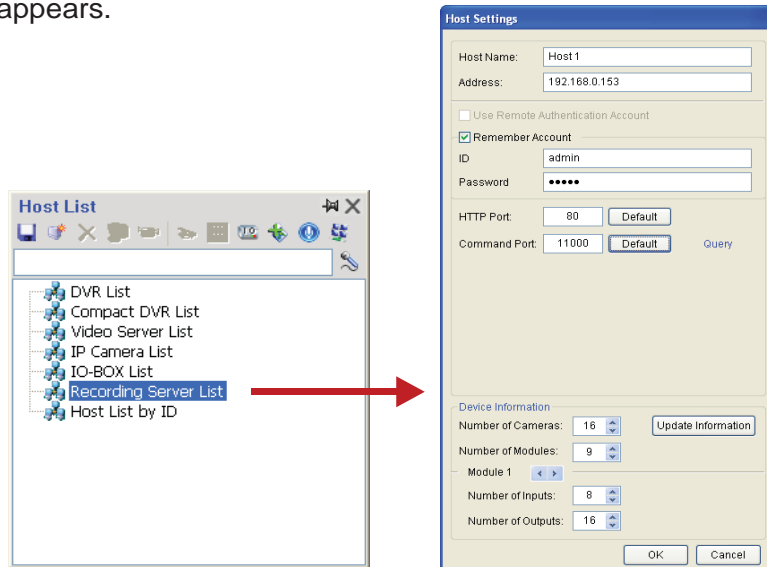 appears.
Host List
DVR List
Compact DVR List
Video Server List
IP Camera List
IO-BOX List
Recording Server List
Host List by ID
Host Settings
Host Name: Host 1
Address: 192.168.0.153
Use Remote Authentication Account
Remember Account
ID admin
Password •••••
HTTP Port: 80 Default
Command Port: 11000 Default Query
Device Information
Number of Cameras: 16 Update Information
Number of Modules: 9
Module 1
Number of Inputs: 8
Number of Outputs: 16
OK Cancel